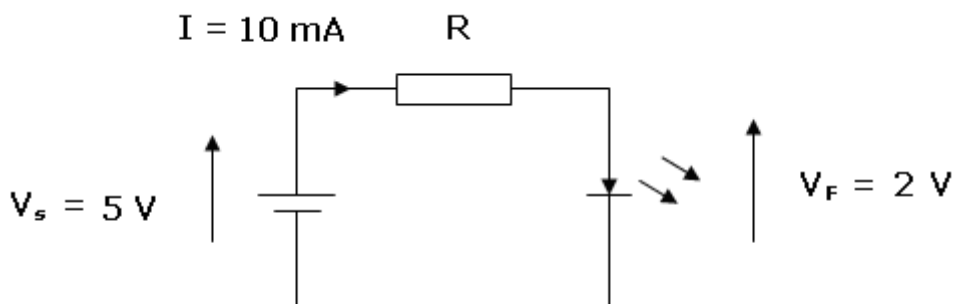 I = 10 mA
R
Vₛ = 5 V
V_F = 2 V